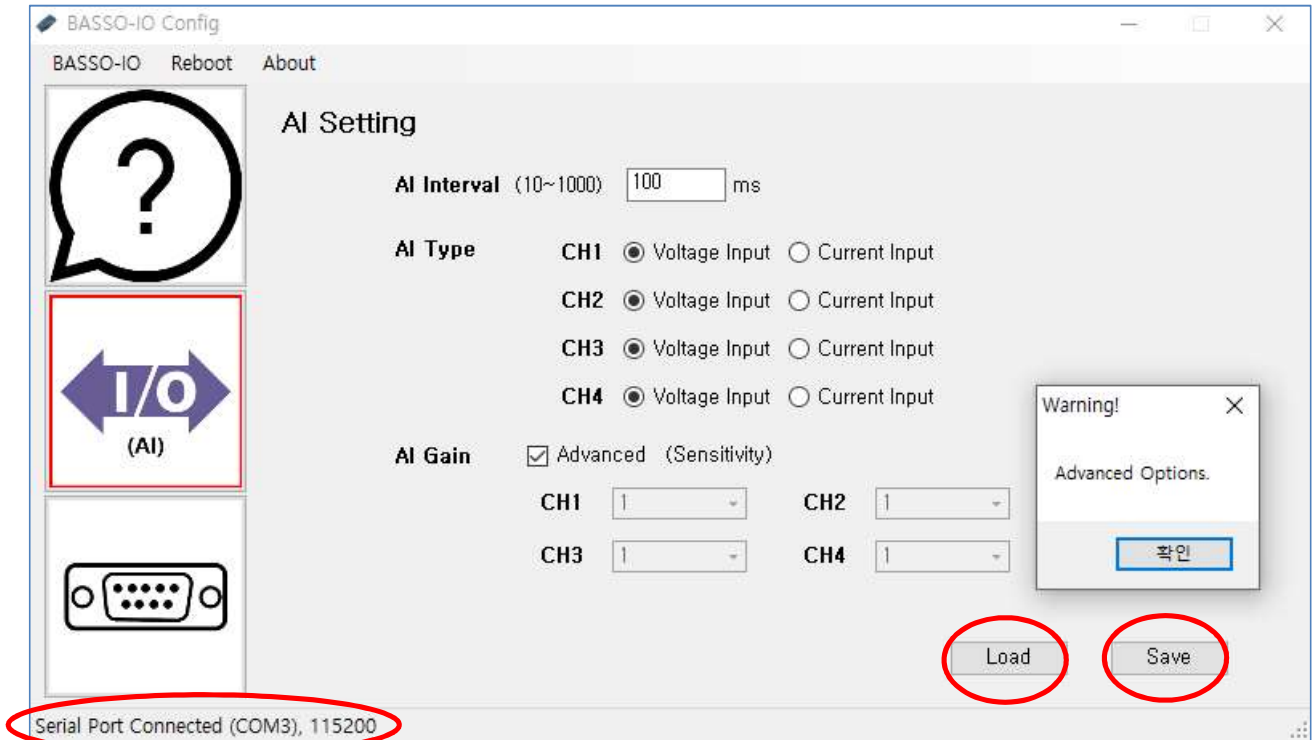 BASSO-IO Config
BASSO-IO Reboot About
?
AI Setting
AI Interval (10~1000) 100 ms
AI Type CH1 Voltage Input Current Input
CH2 Voltage Input Current Input
CH3 Voltage Input Current Input
CH4 Voltage Input Current Input
I/O
(AI)
AI Gain Advanced (Sensitivity)
CH1 1 CH2 1
CH3 1 CH4 1
Warning!
Advanced Options.
확인
Load Save
Serial Port Connected (COM3), 115200